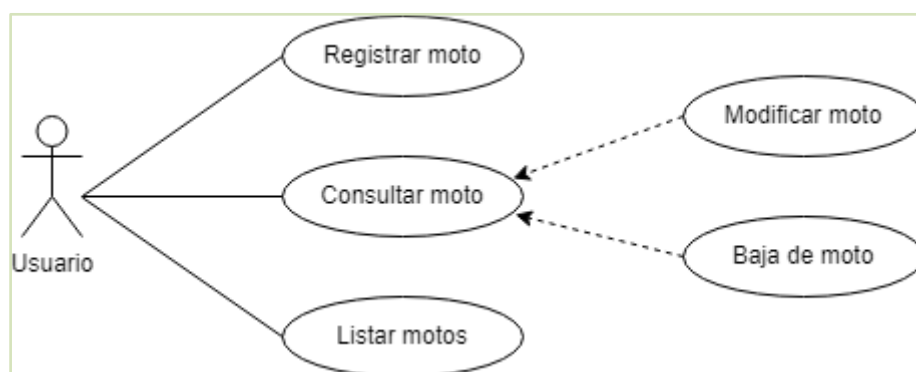 Registrar moto
Modificar moto
Consultar moto
Baja de moto
Usuario
Listar motos